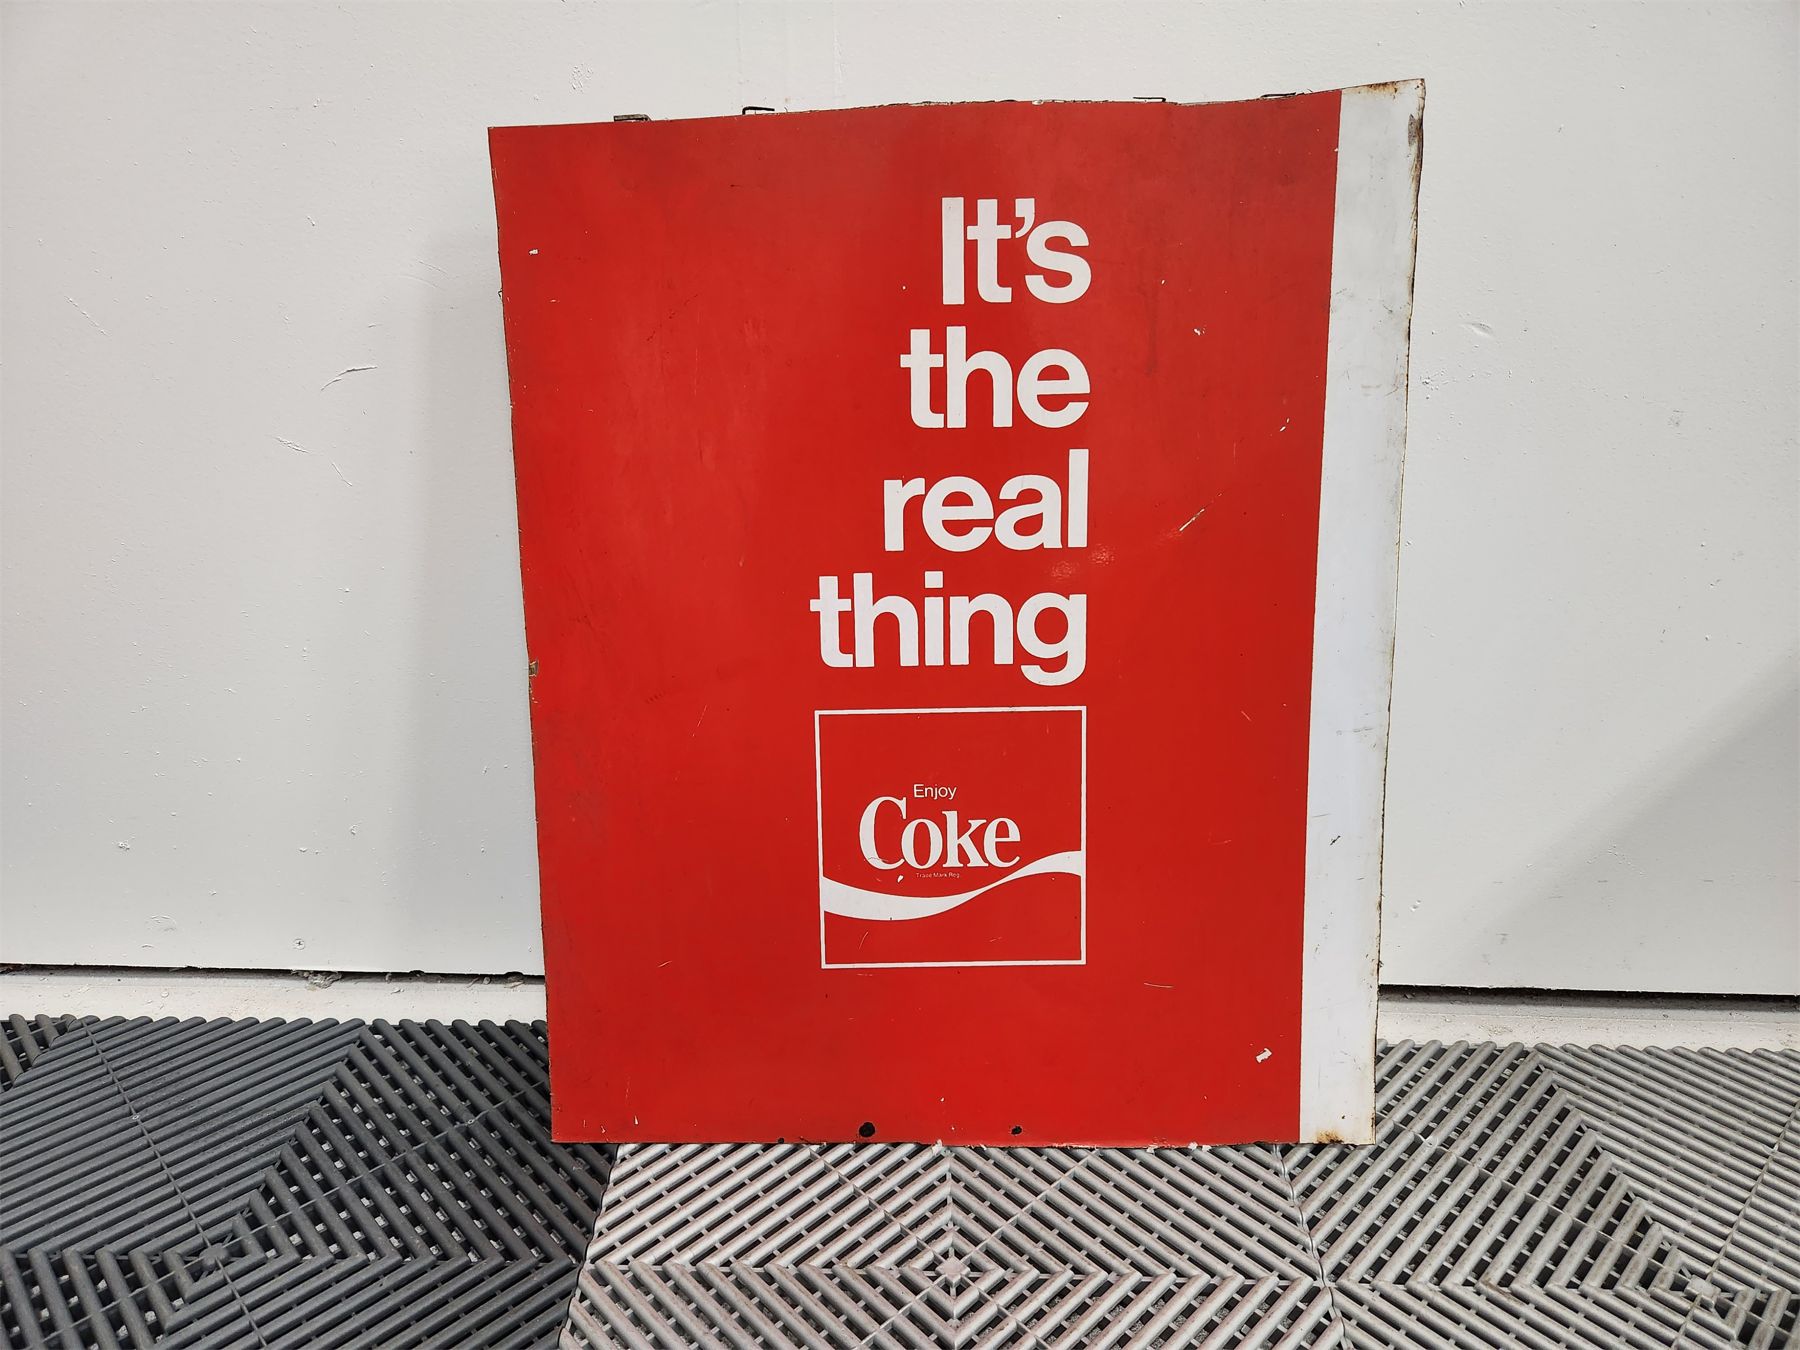 It's
the
real
thing
Enjoy
Coke
Trade Mark Reg.